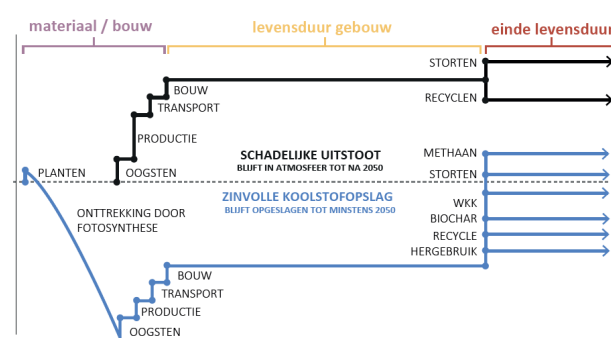 materiaal / bouw
levensduur gebouw
einde levensduur
STORTEN
RECYCLEN
BOUW
TRANSPORT
PRODUCTIE
OOGSTEN
PLANTEN
SCHADELIJKE UITSTOOT
BLIJFT IN ATMOSFEER TOT NA 2050
METHAAN
STORTEN
ZINVOLLE KOOLSTOFOPSLAG
BLIJFT OPGESLAGEN TOT MINSTENS 2050
WKK
BIOCHAR
RECYCLE
HERGEBRUIK
ONTTREKKING DOOR
FOTOSYNTHESE
BOUW
TRANSPORT
PRODUCTIE
OOGSTEN